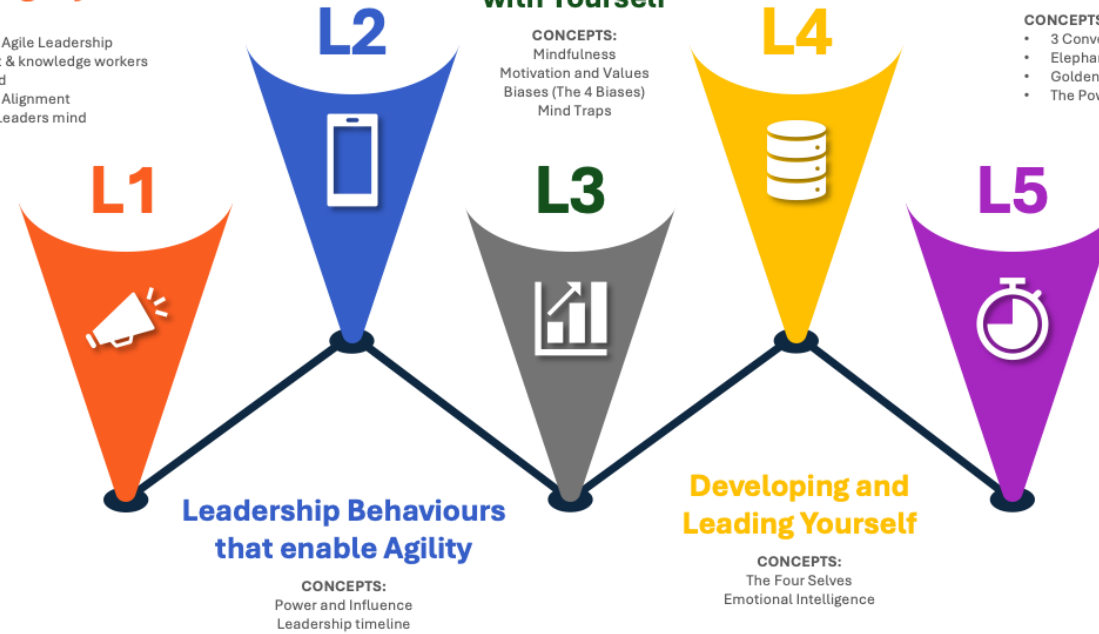 Agile Leadership
& knowledge workers
Alignment
Leaders mind
L1
L2
Leadership Behaviours
that enable Agility
CONCEPTS:
Power and Influence
Leadership timeline
with Yourself
CONCEPTS:
Mindfulness
Motivation and Values
Biases (The 4 Biases)
Mind Traps
L3
L4
Developing and
Leading Yourself
CONCEPTS:
The Four Selves
Emotional Intelligence
CONCEPTS
• 3
•
• Golden
• The
L5